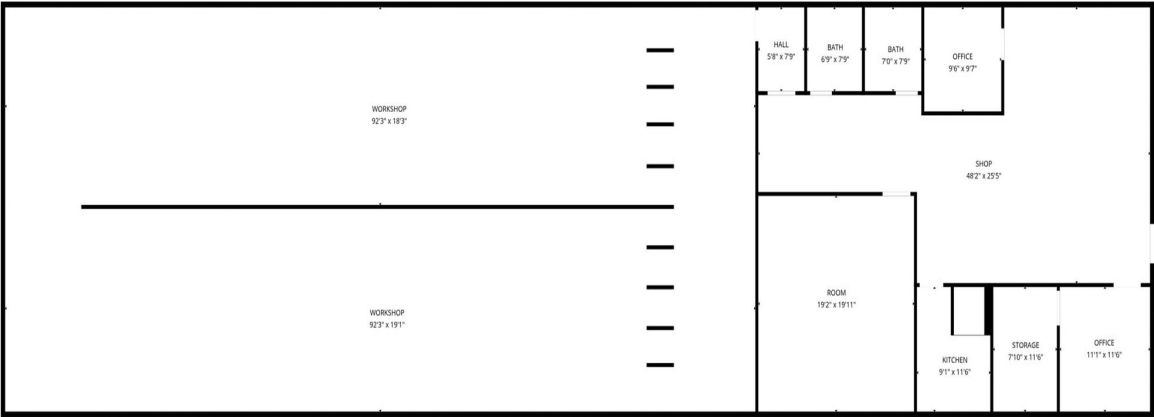 HALL
5'8" x 7'9"
BATH
6'9" x 7'9"
BATH
7'0" x 7'9"
OFFICE
9'6" x 9'7"
WORKSHOP
92'3" x 18'3"
SHOP
48'2" x 25'5"
ROOM
19'2" x 19'11"
WORKSHOP
92'3" x 19'1"
KITCHEN
9'1" x 11'6"
STORAGE
7'10" x 11'6"
OFFICE
11'1" x 11'6"